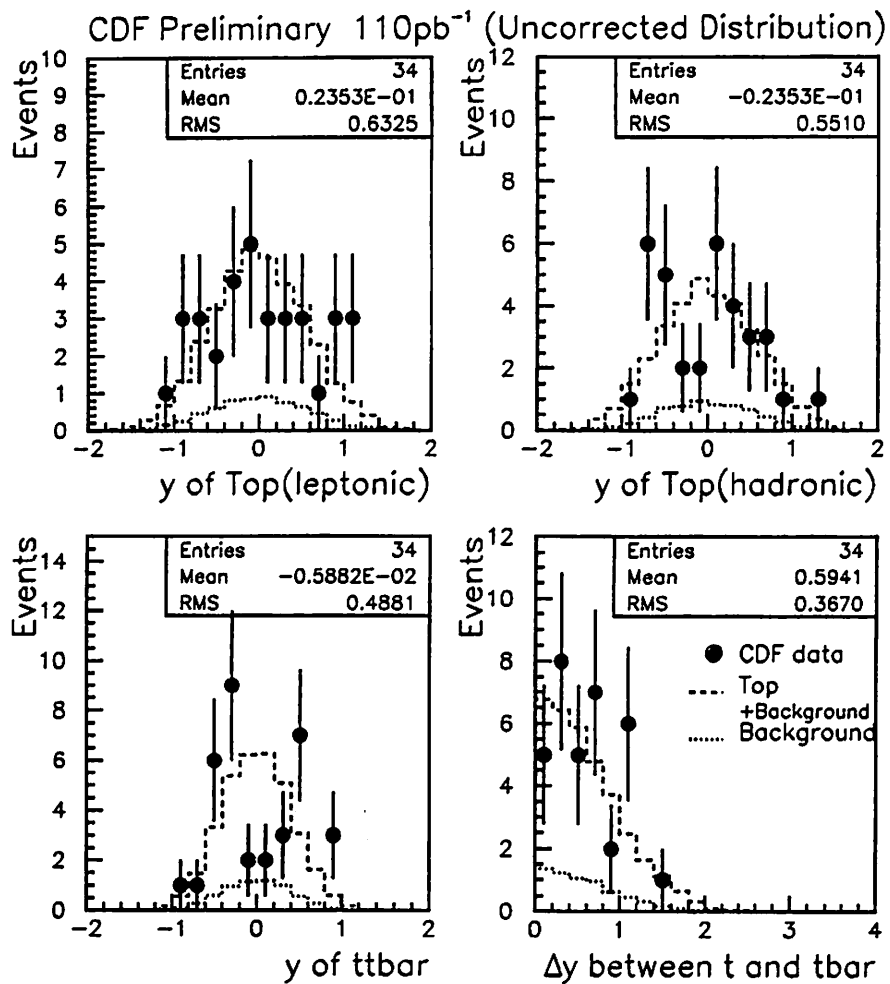 CDF Preliminary 110pb⁻¹ (Uncorrected Distribution)
Events
10
9
8
7
6
5
4
3
2
1
0
Entries 34
Mean 0.2353E-01
RMS 0.6325
-2 -1 0 1 2
y of Top(leptonic)
Events
12
10
8
6
4
2
0
Entries 34
Mean -0.2353E-01
RMS 0.5510
-2 -1 0 1 2
y of Top(hadronic)
Events
14
12
10
8
6
4
2
0
Entries 34
Mean -0.5882E-02
RMS 0.4881
-2 -1 0 1 2
y of ttbar
Events
12
10
8
6
4
2
0
Entries 34
Mean 0.5941
RMS 0.3670
CDF data
Top
+Background
Background
0 1 2 3 4
Δy between t and tbar